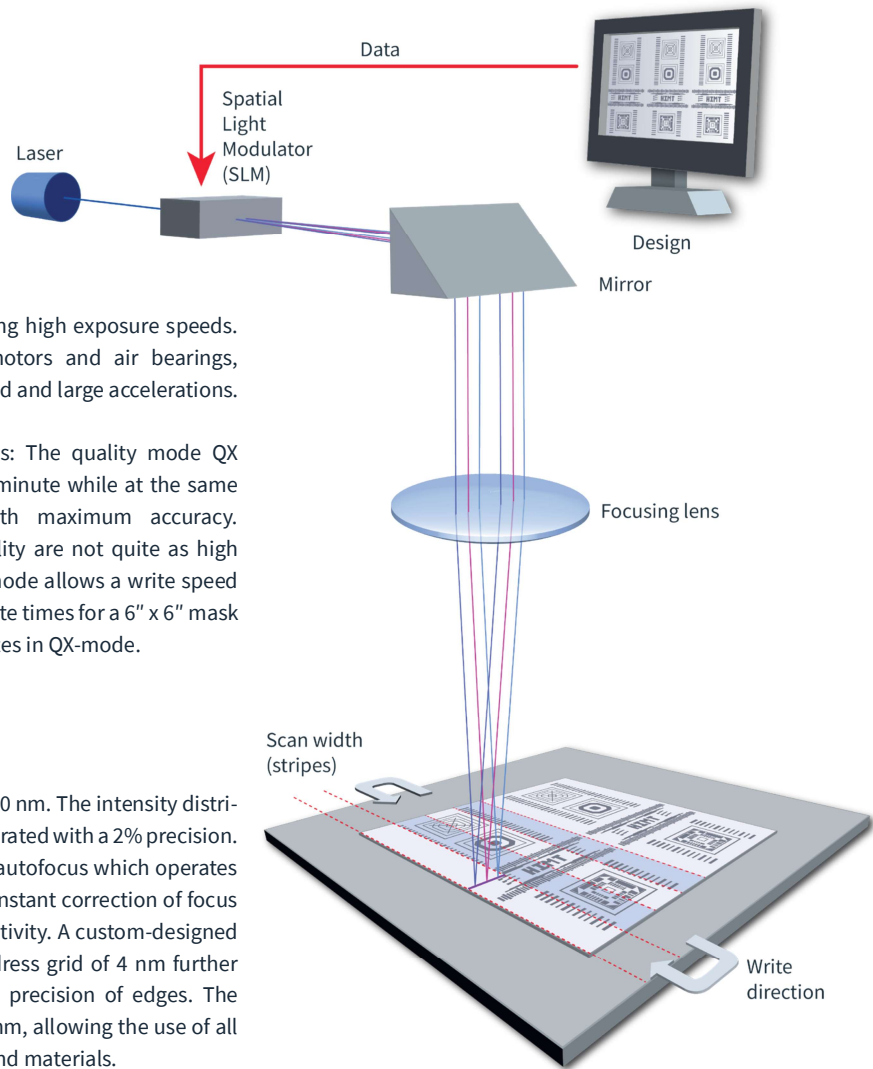 Data
Spatial
Light
Modulator
(SLM)
Laser
Design
Mirror
ng high exposure speeds.
notors and air bearings,
d and large accelerations.
s: The quality mode QX
minute while at the same
th maximum accuracy.
lity are not quite as high
node allows a write speed
te times for a 6" x 6" mask
tes in QX-mode.
Focusing lens
Scan width
(stripes)
0 nm. The intensity distri-
rated with a 2% precision.
autofocus which operates
nstant correction of focus
tivity. A custom-designed
dress grid of 4 nm further
precision of edges. The
nm, allowing the use of all
nd materials.
Write
direction